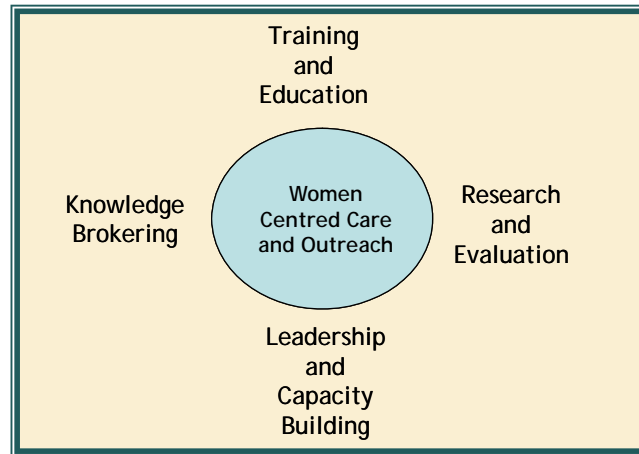 Training
and
Education
Knowledge
Brokering
Women
Centred Care
and Outreach
Research
and
Evaluation
Leadership
and
Capacity
Building